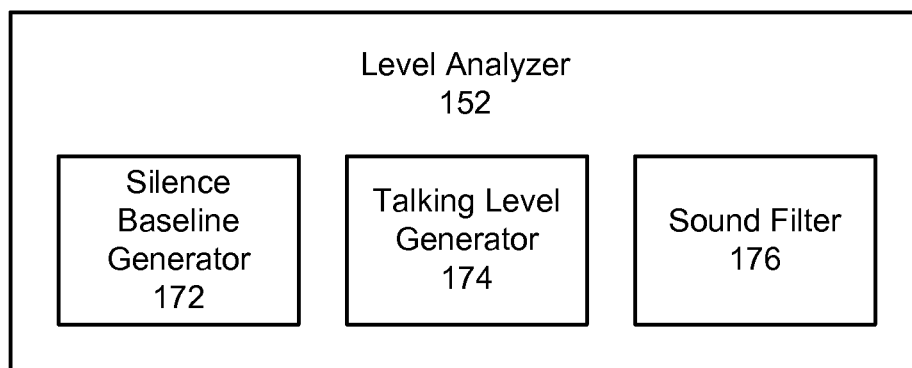 Level Analyzer
152
Silence
Baseline
Generator
172
Talking Level
Generator
174
Sound Filter
176